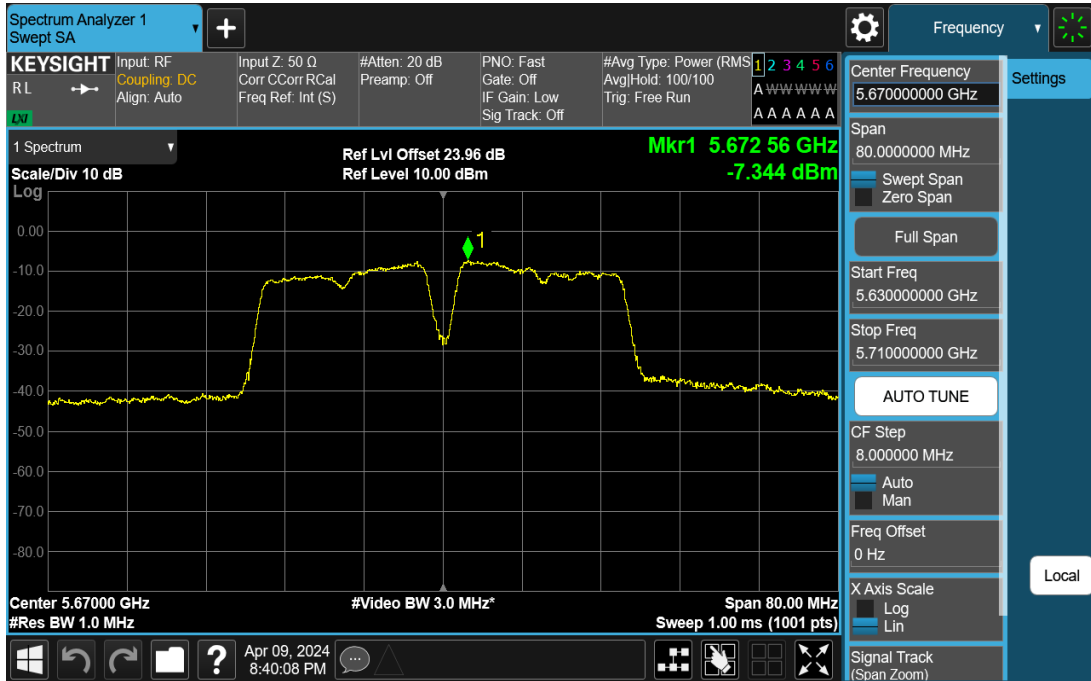 Spectrum Analyzer 1
Swept SA
Frequency
KEYSIGHT
R L
LXI
Input: RF
Coupling: DC
Align: Auto
Input Z: 50 Ω
Corr CCorr RCal
Freq Ref: Int (S)
#Atten: 20 dB
Preamp: Off
PNO: Fast
Gate: Off
IF Gain: Low
Sig Track: Off
#Avg Type: Power (RMS
Avg|Hold: 100/100
Trig: Free Run
1 2 3 4 5 6
A W W W W W
A A A A A A
1 Spectrum
Scale/Div 10 dB
Log
Ref Lvl Offset 23.96 dB
Ref Level 10.00 dBm
Mkr1 5.672 56 GHz
-7.344 dBm
0.00
-10.0
-20.0
-30.0
-40.0
-50.0
-60.0
-70.0
-80.0
1
Center 5.67000 GHz
#Res BW 1.0 MHz
#Video BW 3.0 MHz*
Span 80.00 MHz
Sweep 1.00 ms (1001 pts)
Center Frequency
5.670000000 GHz
Span
80.0000000 MHz
Swept Span
Zero Span
Full Span
Start Freq
5.630000000 GHz
Stop Freq
5.710000000 GHz
AUTO TUNE
CF Step
8.000000 MHz
Auto
Man
Freq Offset
0 Hz
X Axis Scale
Log
Lin
Signal Track
(Span Zoom)
Settings
Local
?
Apr 09, 2024
8:40:08 PM